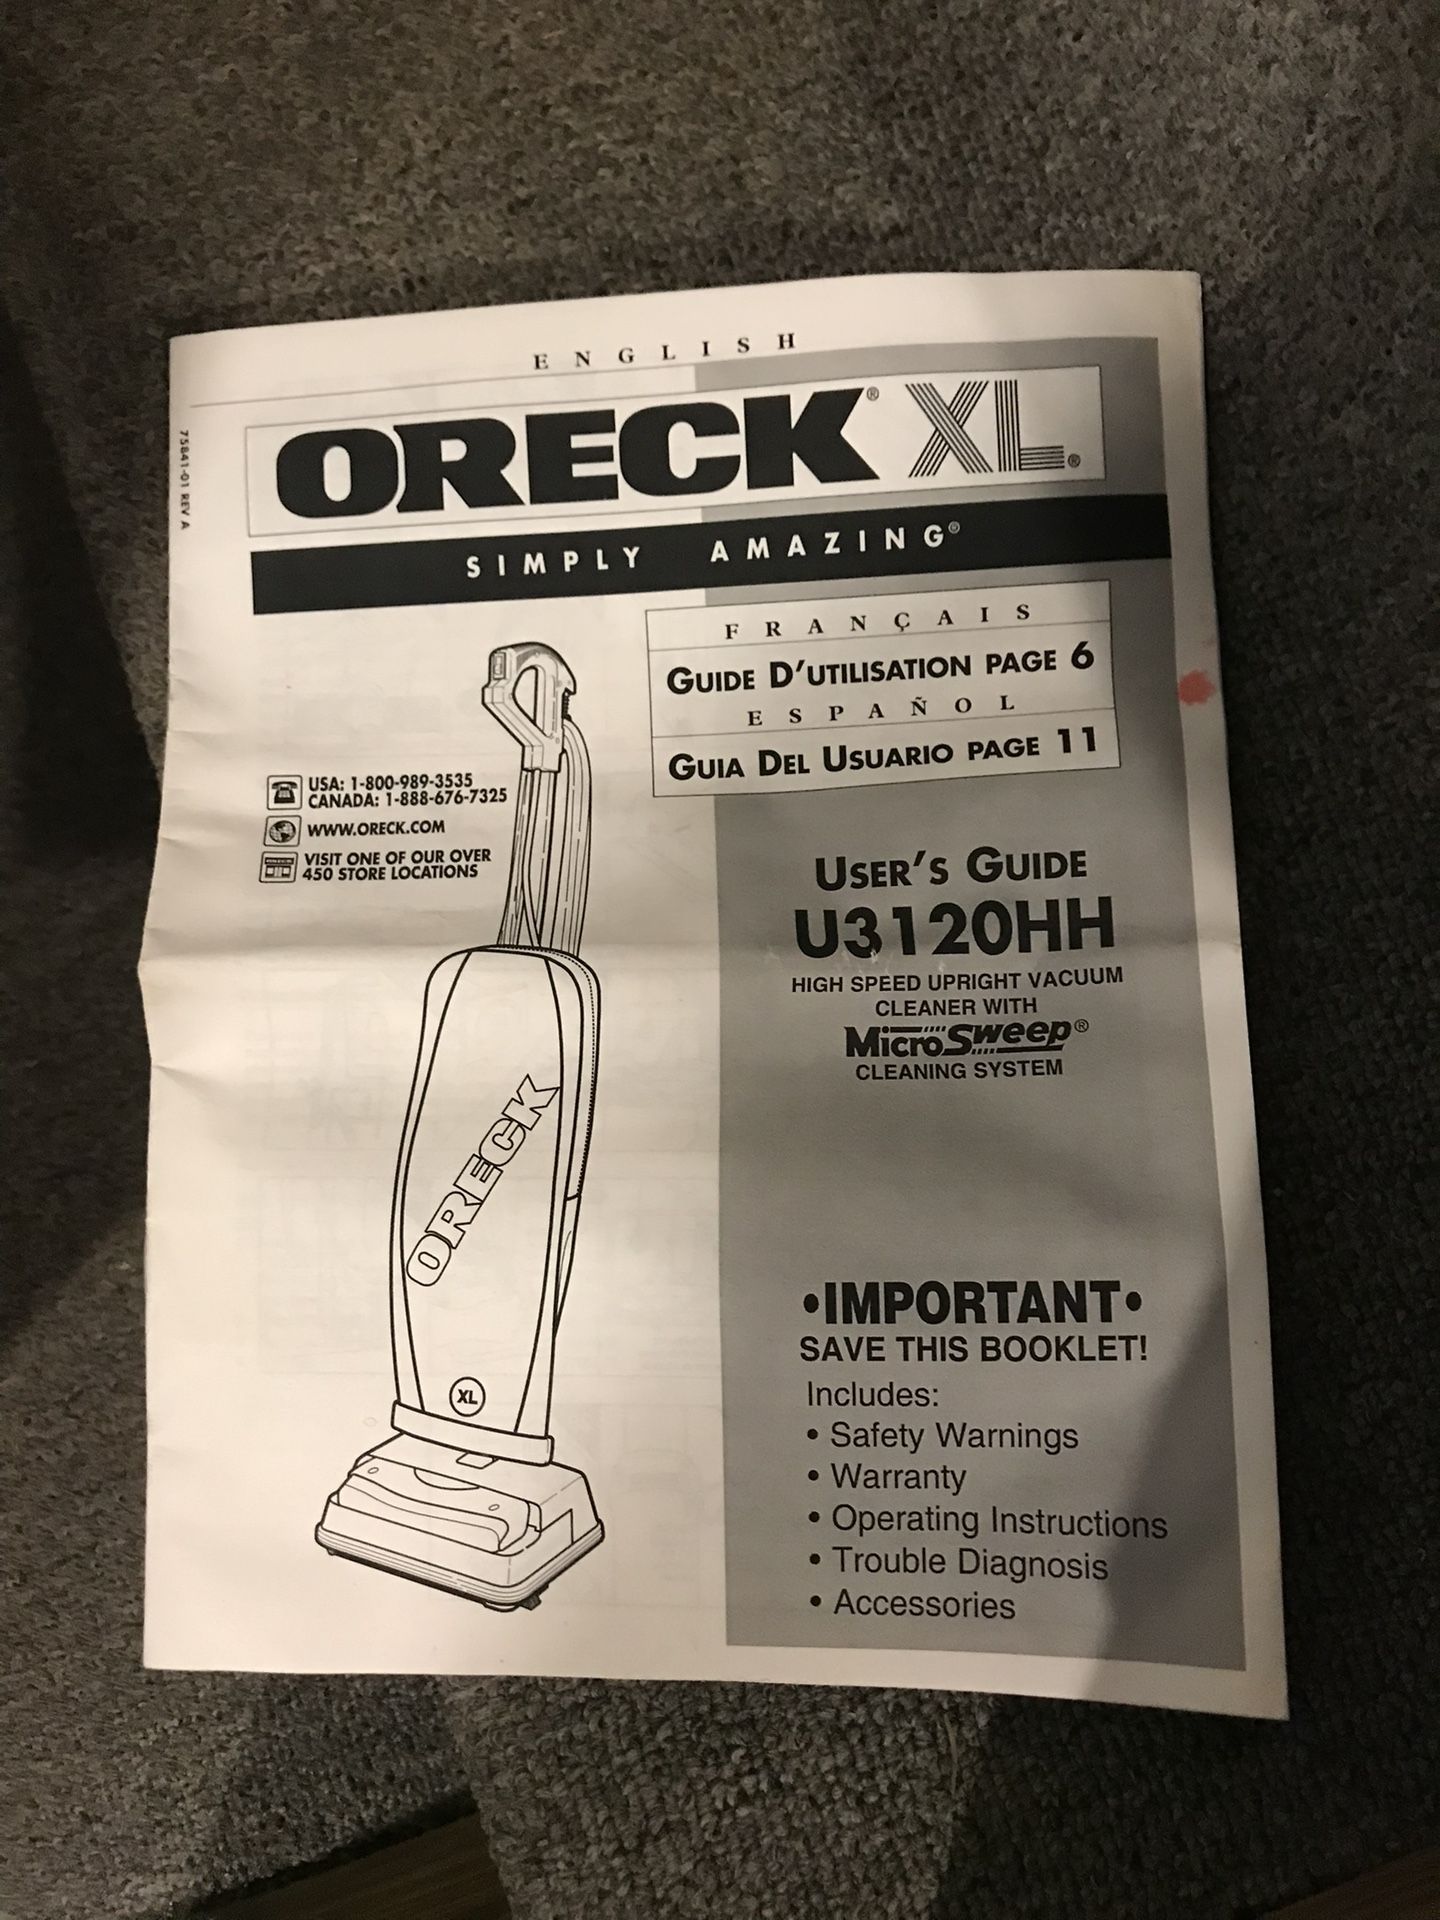 ENGLISH
ORECK® XL®
75841-01 REV A
SIMPLY AMAZING®
FRANÇAIS
GUIDE D'UTILISATION PAGE 6
ESPAÑOL
GUIA DEL USUARIO PAGE 11
USA: 1-800-989-3535
CANADA: 1-888-676-7325
WWW.ORECK.COM
VISIT ONE OF OUR OVER
450 STORE LOCATIONS
USER'S GUIDE
U3120HH
HIGH SPEED UPRIGHT VACUUM
CLEANER WITH
MicroSweep®
CLEANING SYSTEM
ORECK
XL
•IMPORTANT•
SAVE THIS BOOKLET!
Includes:
• Safety Warnings
• Warranty
• Operating Instructions
• Trouble Diagnosis
• Accessories